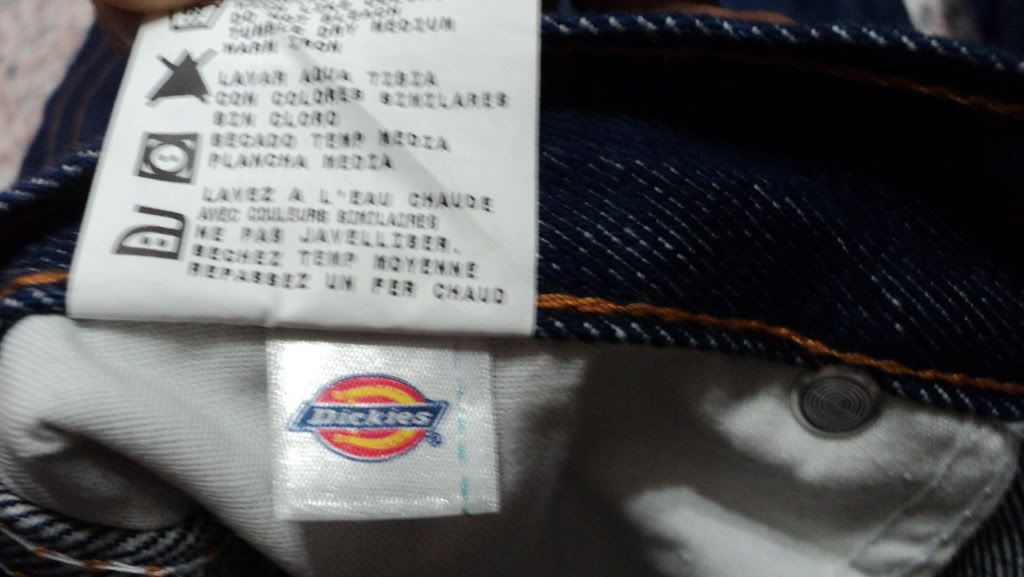 TUMBLE DRY MEDIUM
WARM IRON
LAVAR AGUA TIBIA
CON COLORES SIMILARES
SIN CLORO
SECADO TEMP MEDIA
PLANCHA MEDIA
LAVEZ A L'EAU CHAUDE
AVEC COULEURS SIMILAIRES
NE PAS JAVELLISER.
SECHEZ TEMP MOYENNE
REPASSEZ UN FER CHAUD
Dickies ®